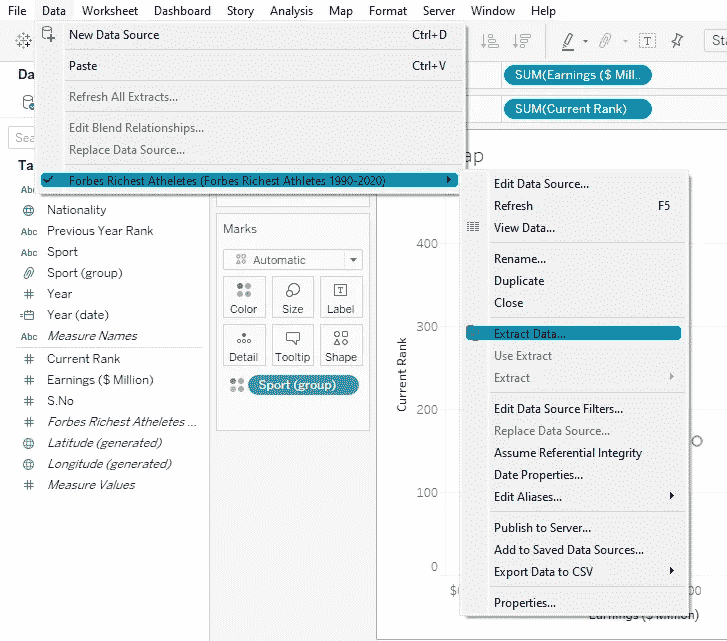 File Data Worksheet Dashboard Story Analysis Map Format Server Window Help
New Data Source Ctrl+D
Paste Ctrl+V
Refresh All Extracts...
Edit Blend Relationships...
Replace Data Source...
Forbes Richest Atheletes (Forbes Richest Athletes 1990-2020)
SUM(Earnings ($ Mill..
SUM(Current Rank)
Abc
Nationality
Abc Previous Year Rank
Abc Sport
Sport (group)
# Year
Year (date)
Abc Measure Names
# Current Rank
# Earnings ($ Million)
# S.No
# Forbes Richest Atheletes ...
Latitude (generated)
Longitude (generated)
# Measure Values
Marks
Automatic
Color Size Label
Detail Tooltip Shape
Sport (group)
Edit Data Source...
Refresh F5
View Data...
Rename...
Duplicate
Close
Extract Data...
Use Extract
Extract
Edit Data Source Filters...
Replace Data Source...
Assume Referential Integrity
Date Properties...
Edit Aliases...
Publish to Server...
Add to Saved Data Sources...
Export Data to CSV
Properties...
Current Rank
400
300
200
100
0